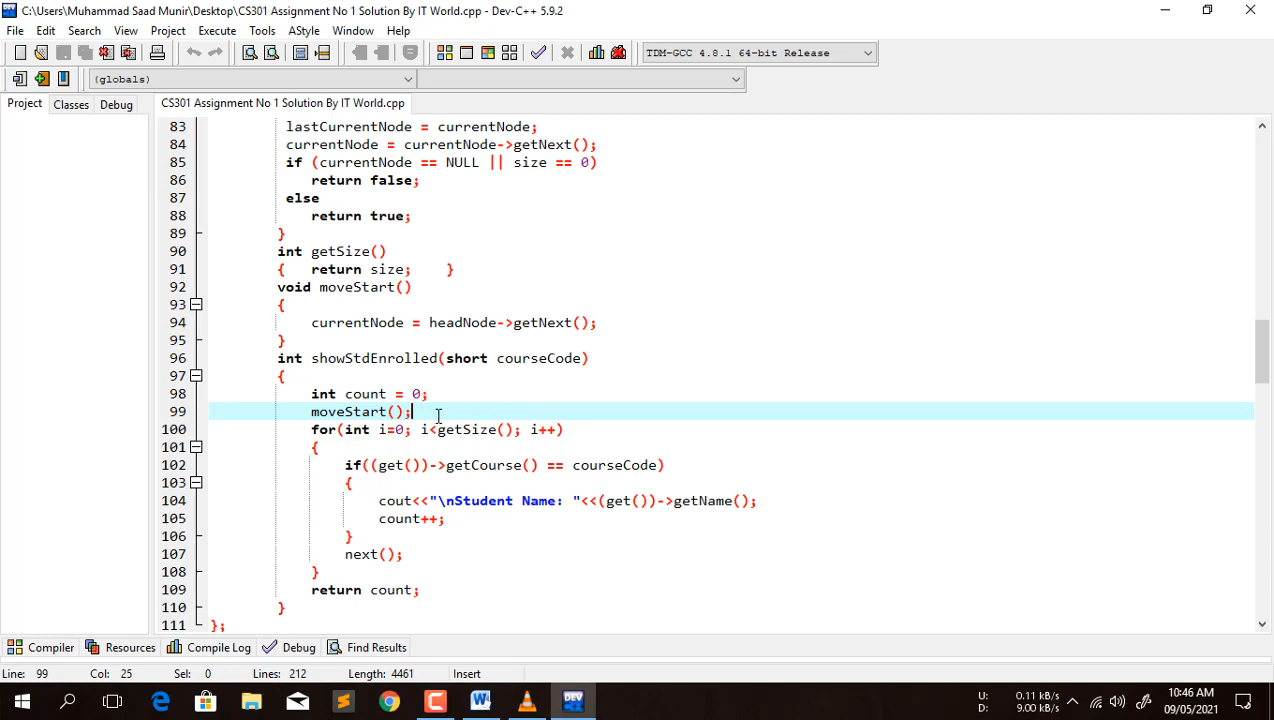 C:\Users\Muhammad Saad Munir\Desktop\CS301 Assignment No 1 Solution By IT World.cpp - Dev-C++ 5.9.2
File Edit Search View Project Execute Tools AStyle Window Help
TDM-GCC 4.8.1 64-bit Release
(globals)
Project Classes Debug CS301 Assignment No 1 Solution By IT World.cpp
83 lastCurrentNode = currentNode;
84 currentNode = currentNode->getNext();
85 if (currentNode == NULL || size == 0)
86 return false;
87 else
88 return true;
89 }
90 int getSize()
91 { return size; }
92 void moveStart()
93 {
94 currentNode = headNode->getNext();
95 }
96 int showStdEnrolled(short courseCode)
97 {
98 int count = 0;
99 moveStart();
100 for(int i=0; i<getSize(); i++)
101 {
102 if((get())->getCourse() == courseCode)
103 {
104 cout<<"\nStudent Name: "<<(get())->getName();
105 count++;
106 }
107 next();
108 }
109 return count;
110 }
111 };
Compiler Resources Compile Log Debug Find Results
Line: 99 Col: 25 Sel: 0 Lines: 212 Length: 4461 Insert
U: 0.11 kB/s
D: 9.00 kB/s
10:46 AM
09/05/2021